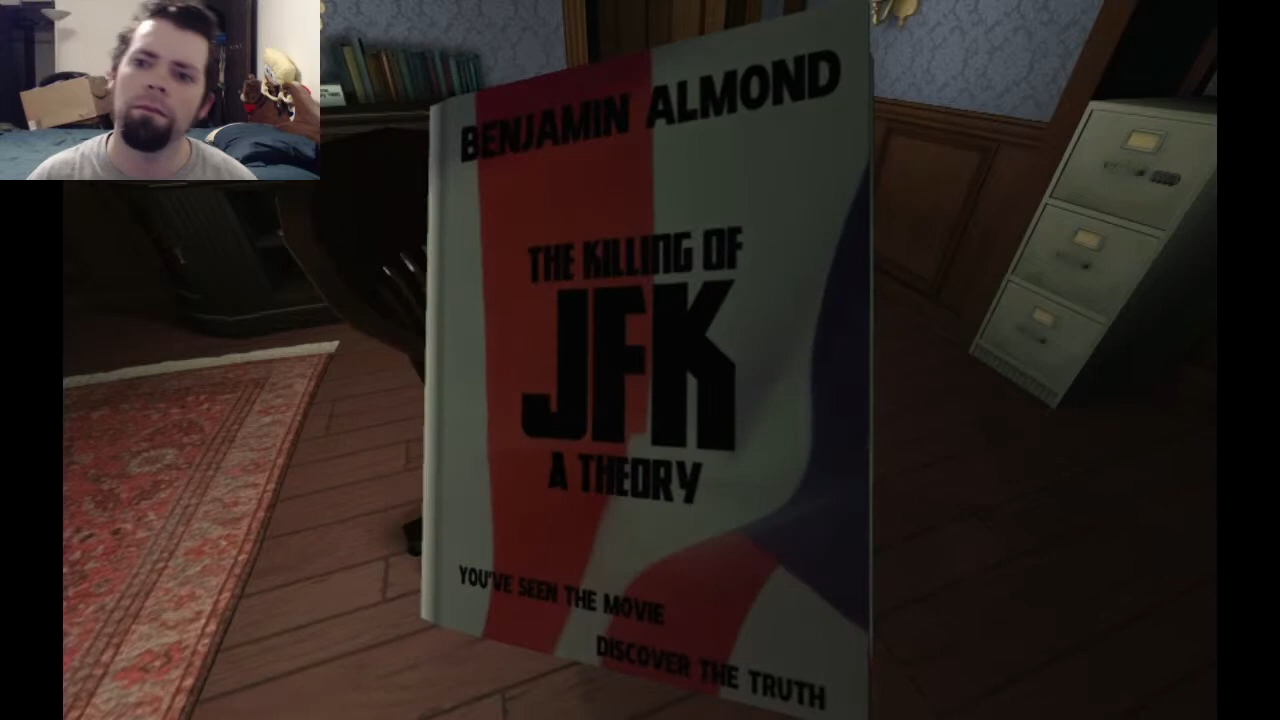 BENJAMIN ALMOND
THE KILLING OF
JFK
A THEORY
YOU'VE SEEN THE MOVIE
DISCOVER THE TRUTH